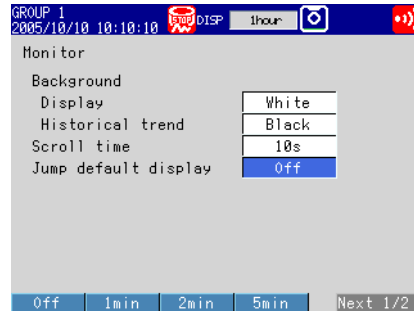 GROUP 1
2005/10/10 10:10:10 STOP DISP 1hour
Monitor
Background
Display White
Historical trend Black
Scroll time 10s
Jump default display Off
Off 1min 2min 5min Next 1/2